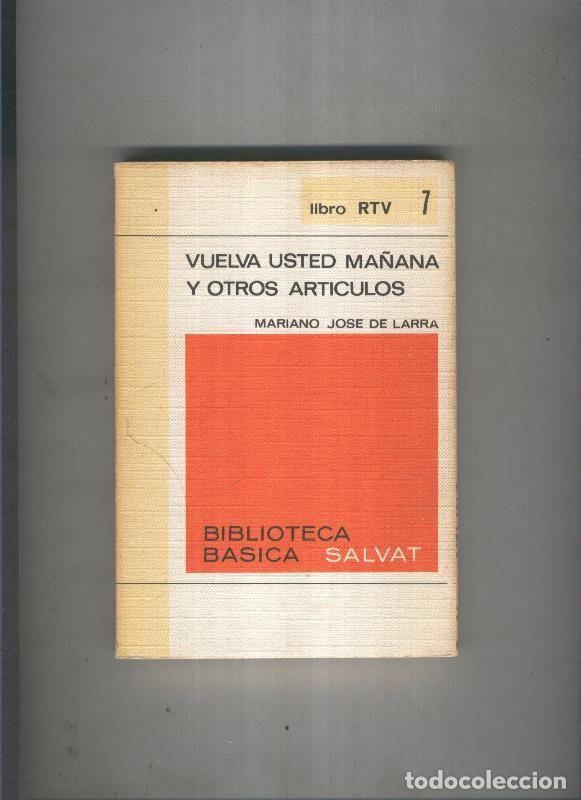 libro RTV 7
VUELVA USTED MAÑANA
Y OTROS ARTICULOS
MARIANO JOSE DE LARRA
BIBLIOTECA
BASICA SALVAT
todocoleccion